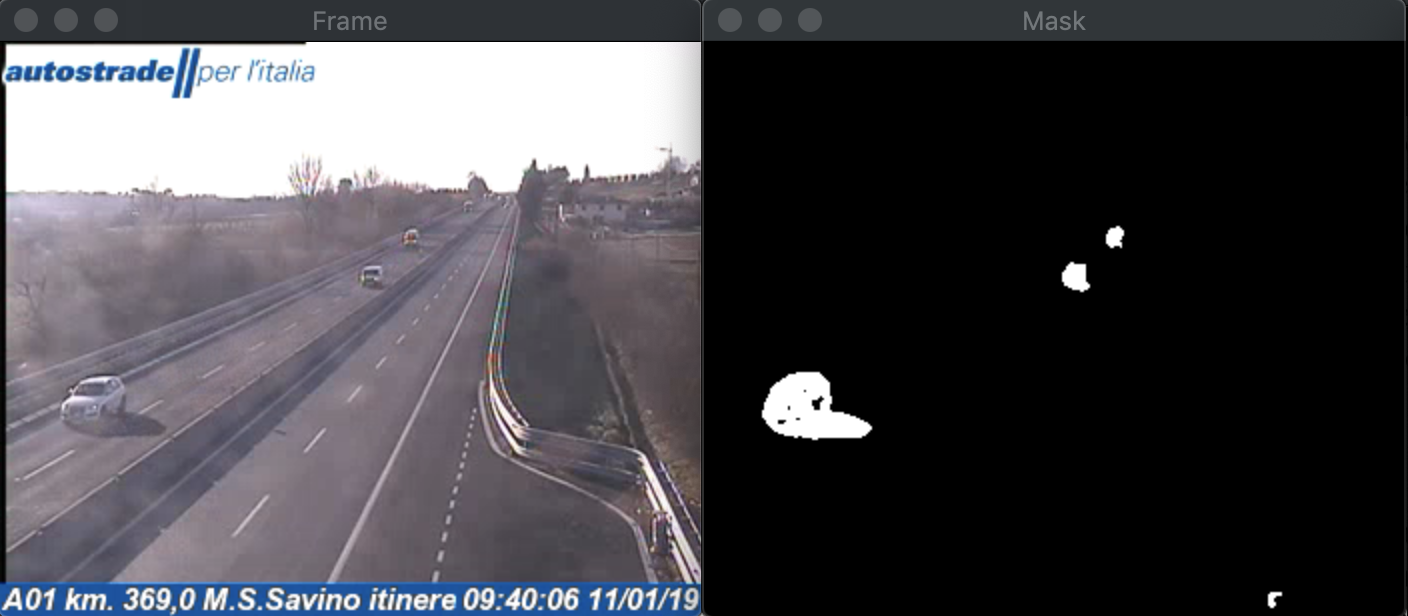 Frame
Mask
autostrade//per l'italia
A01 km. 369,0 M.S.Savino itinere 09:40:06 11/01/19